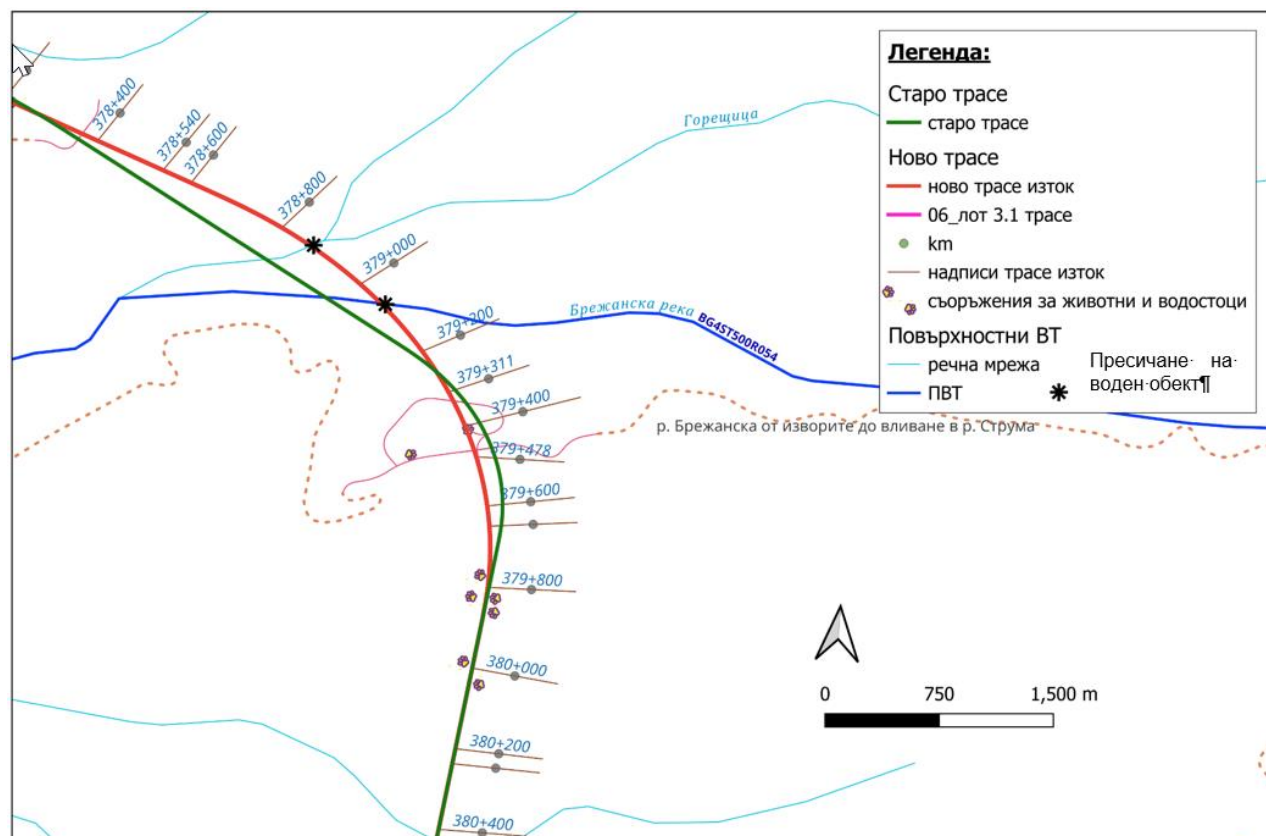 378+400
378+540
378+600
378+800
379+000
379+200
379+311
379+400
379+478
379+600
379+800
380+000
380+200
380+400
Горещица
Брежанска река
BG4ST500R054
р. Брежанска от изворите до вливане в р. Струма
Легенда:
Старо трасе
старо трасе
Ново трасе
ново трасе изток
06_лот 3.1 трасе
km
надписи трасе изток
съоръжения за животни и водостоци
Повърхностни ВТ
речна мрежа
ПВТ
Пресичане· на·
воден·обект¶
0 750 1,500 m